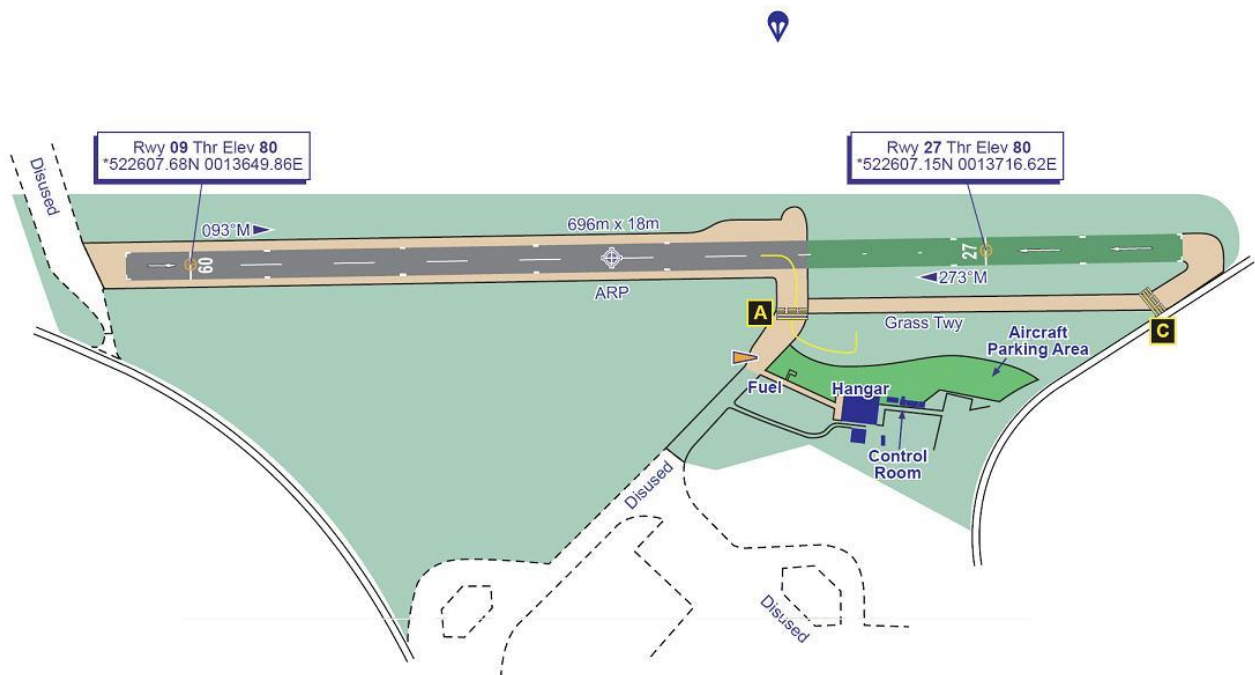 Rwy 09 Thr Elev 80
*522607.68N 0013649.86E
Rwy 27 Thr Elev 80
*522607.15N 0013716.62E
Disused
093°M
696m x 18m
09
27
ARP
273°M
A
Grass Twy
C
Aircraft
Parking Area
Fuel
Hangar
Control
Room
Disused
Disused